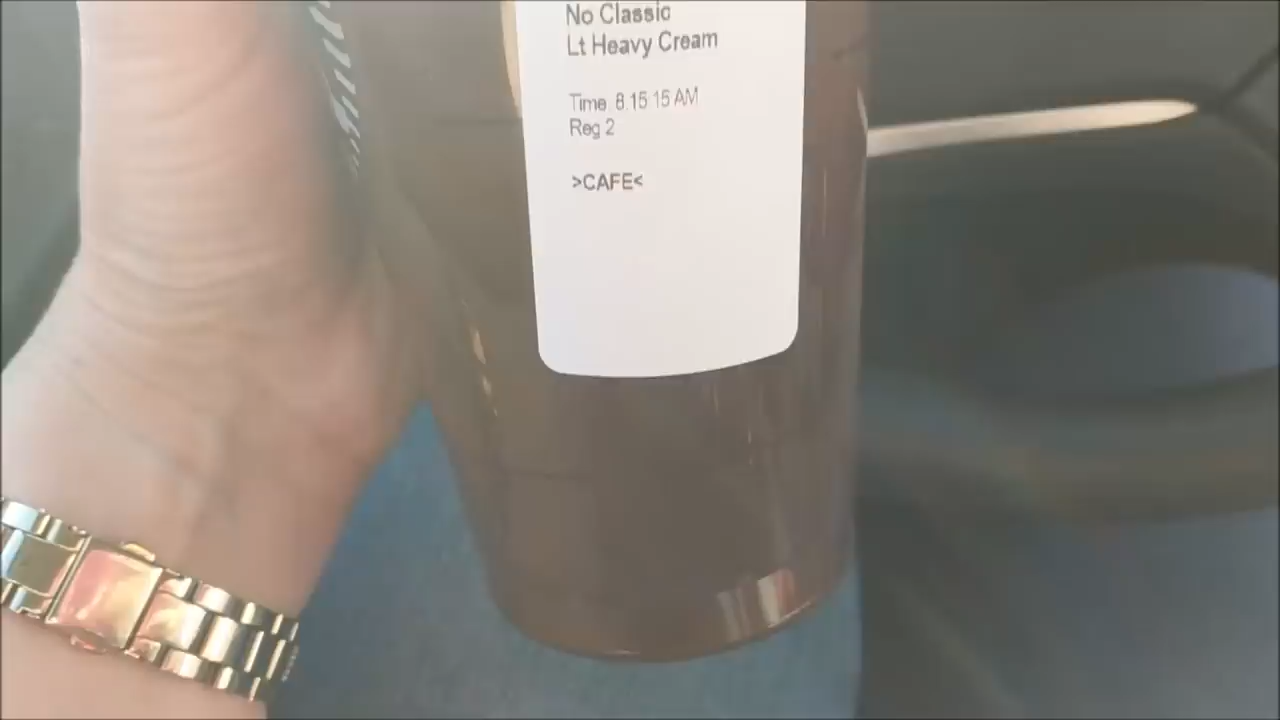 No Classic
Lt Heavy Cream
Time 8 15 15 AM
Reg 2
>CAFE<